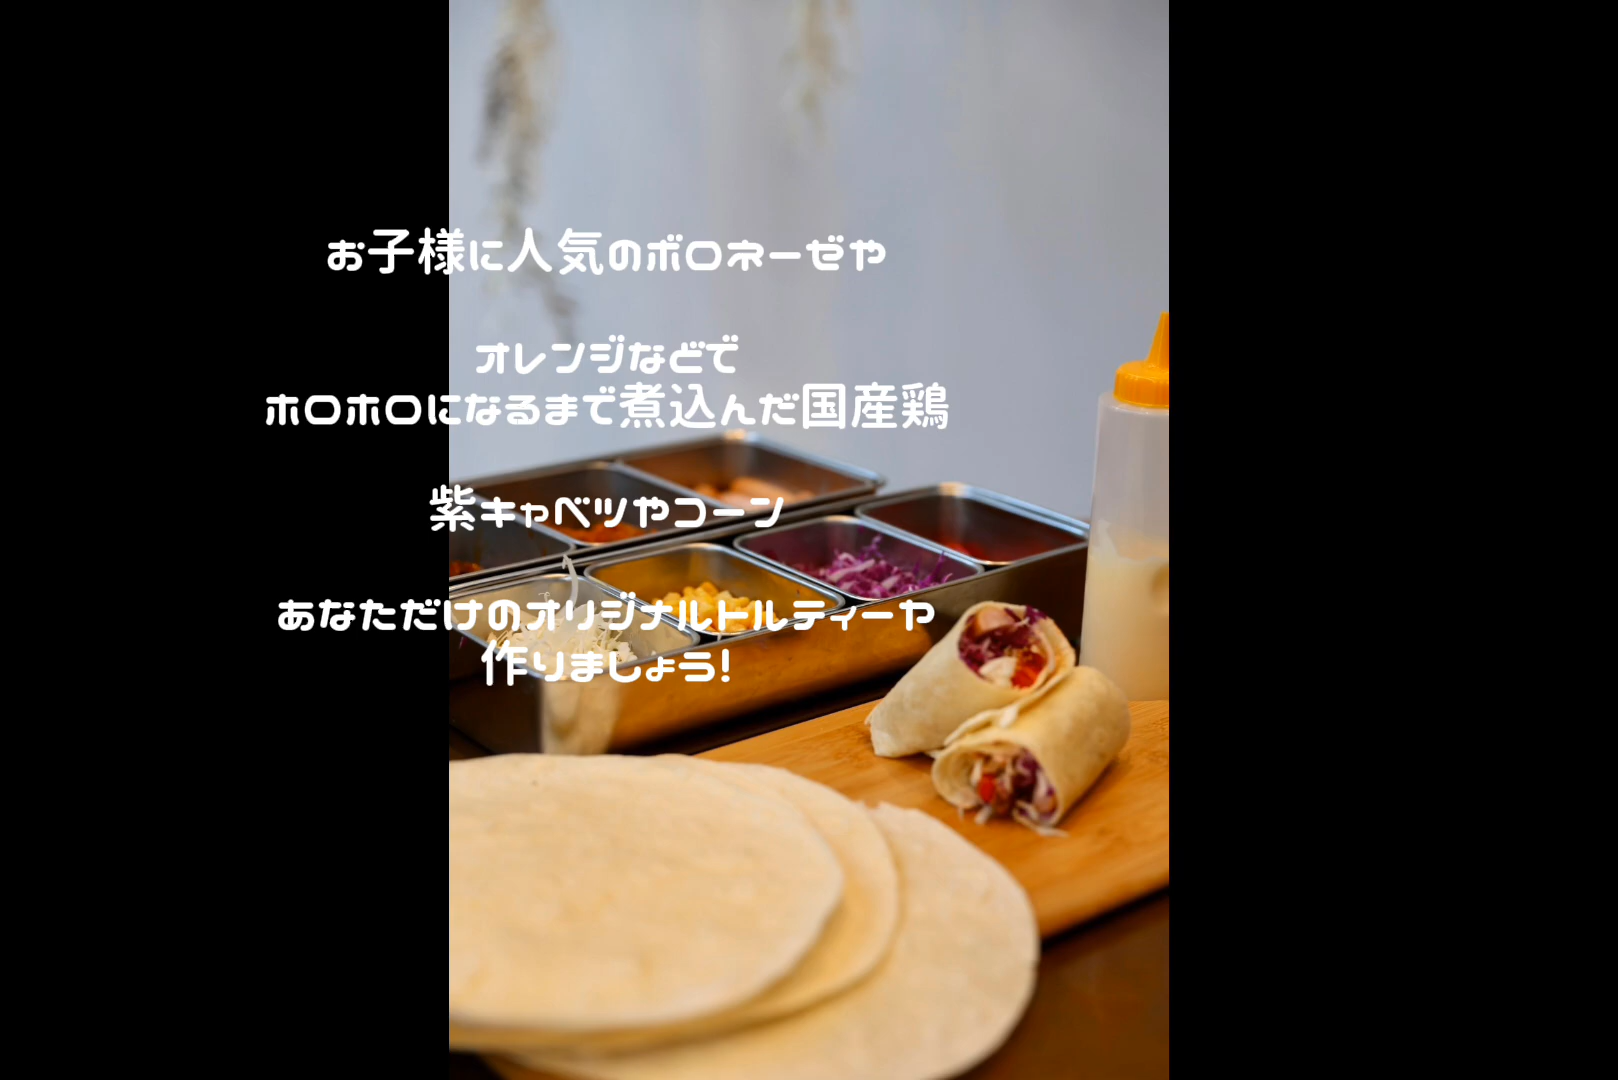 お子様に人気のボロネーゼや
オレンジなどで
ホロホロになるまで煮込んだ国産鶏
紫キャベツやコーン
あなただけのオリジナルトルティーヤ
作りましょう!